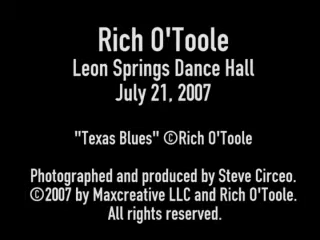 Rich O'Toole
Leon Springs Dance Hall
July 21, 2007
"Texas Blues" ©Rich O'Toole
Photographed and produced by Steve Circeo.
©2007 by Maxcreative LLC and Rich O'Toole.
All rights reserved.